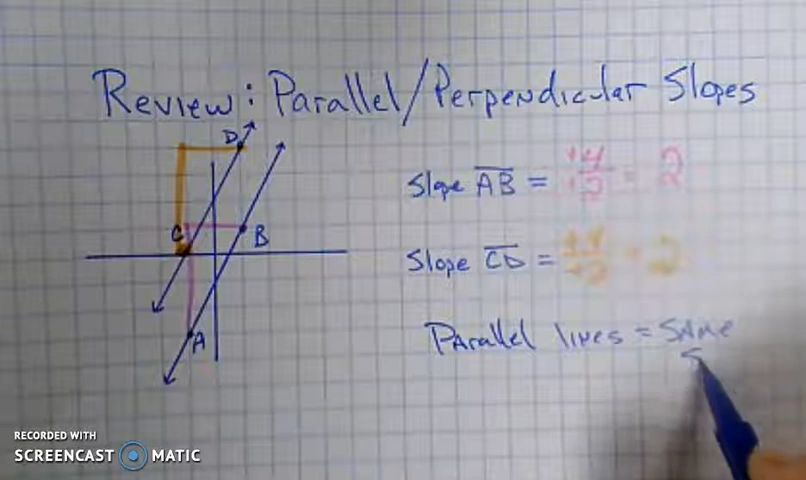 Review: Parallel/Perpendicular Slopes
D
C
B
A
Slope AB = +4/+2 = 2
Slope CD = +4/+2 = 2
Parallel lines = Same
S
RECORDED WITH
SCREENCAST MATIC